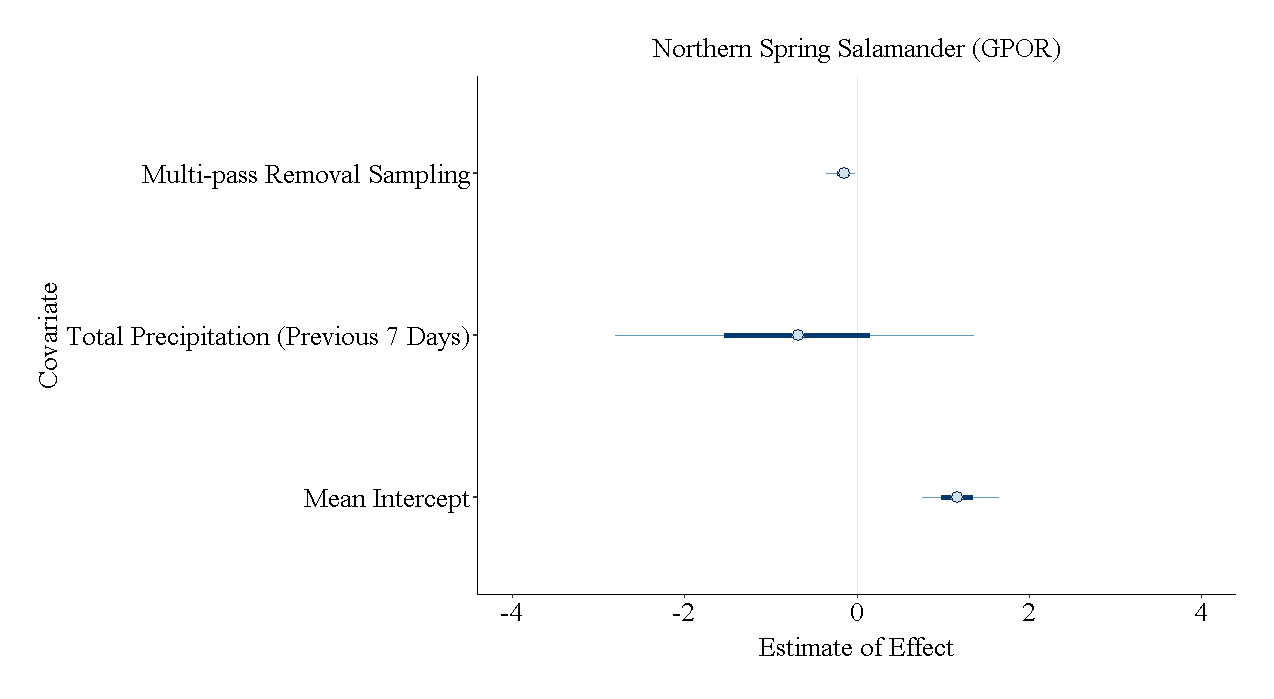 Northern Spring Salamander (GPOR)
Multi-pass Removal Sampling
Total Precipitation (Previous 7 Days)
Mean Intercept
Covariate
-4 -2 0 2 4
Estimate of Effect